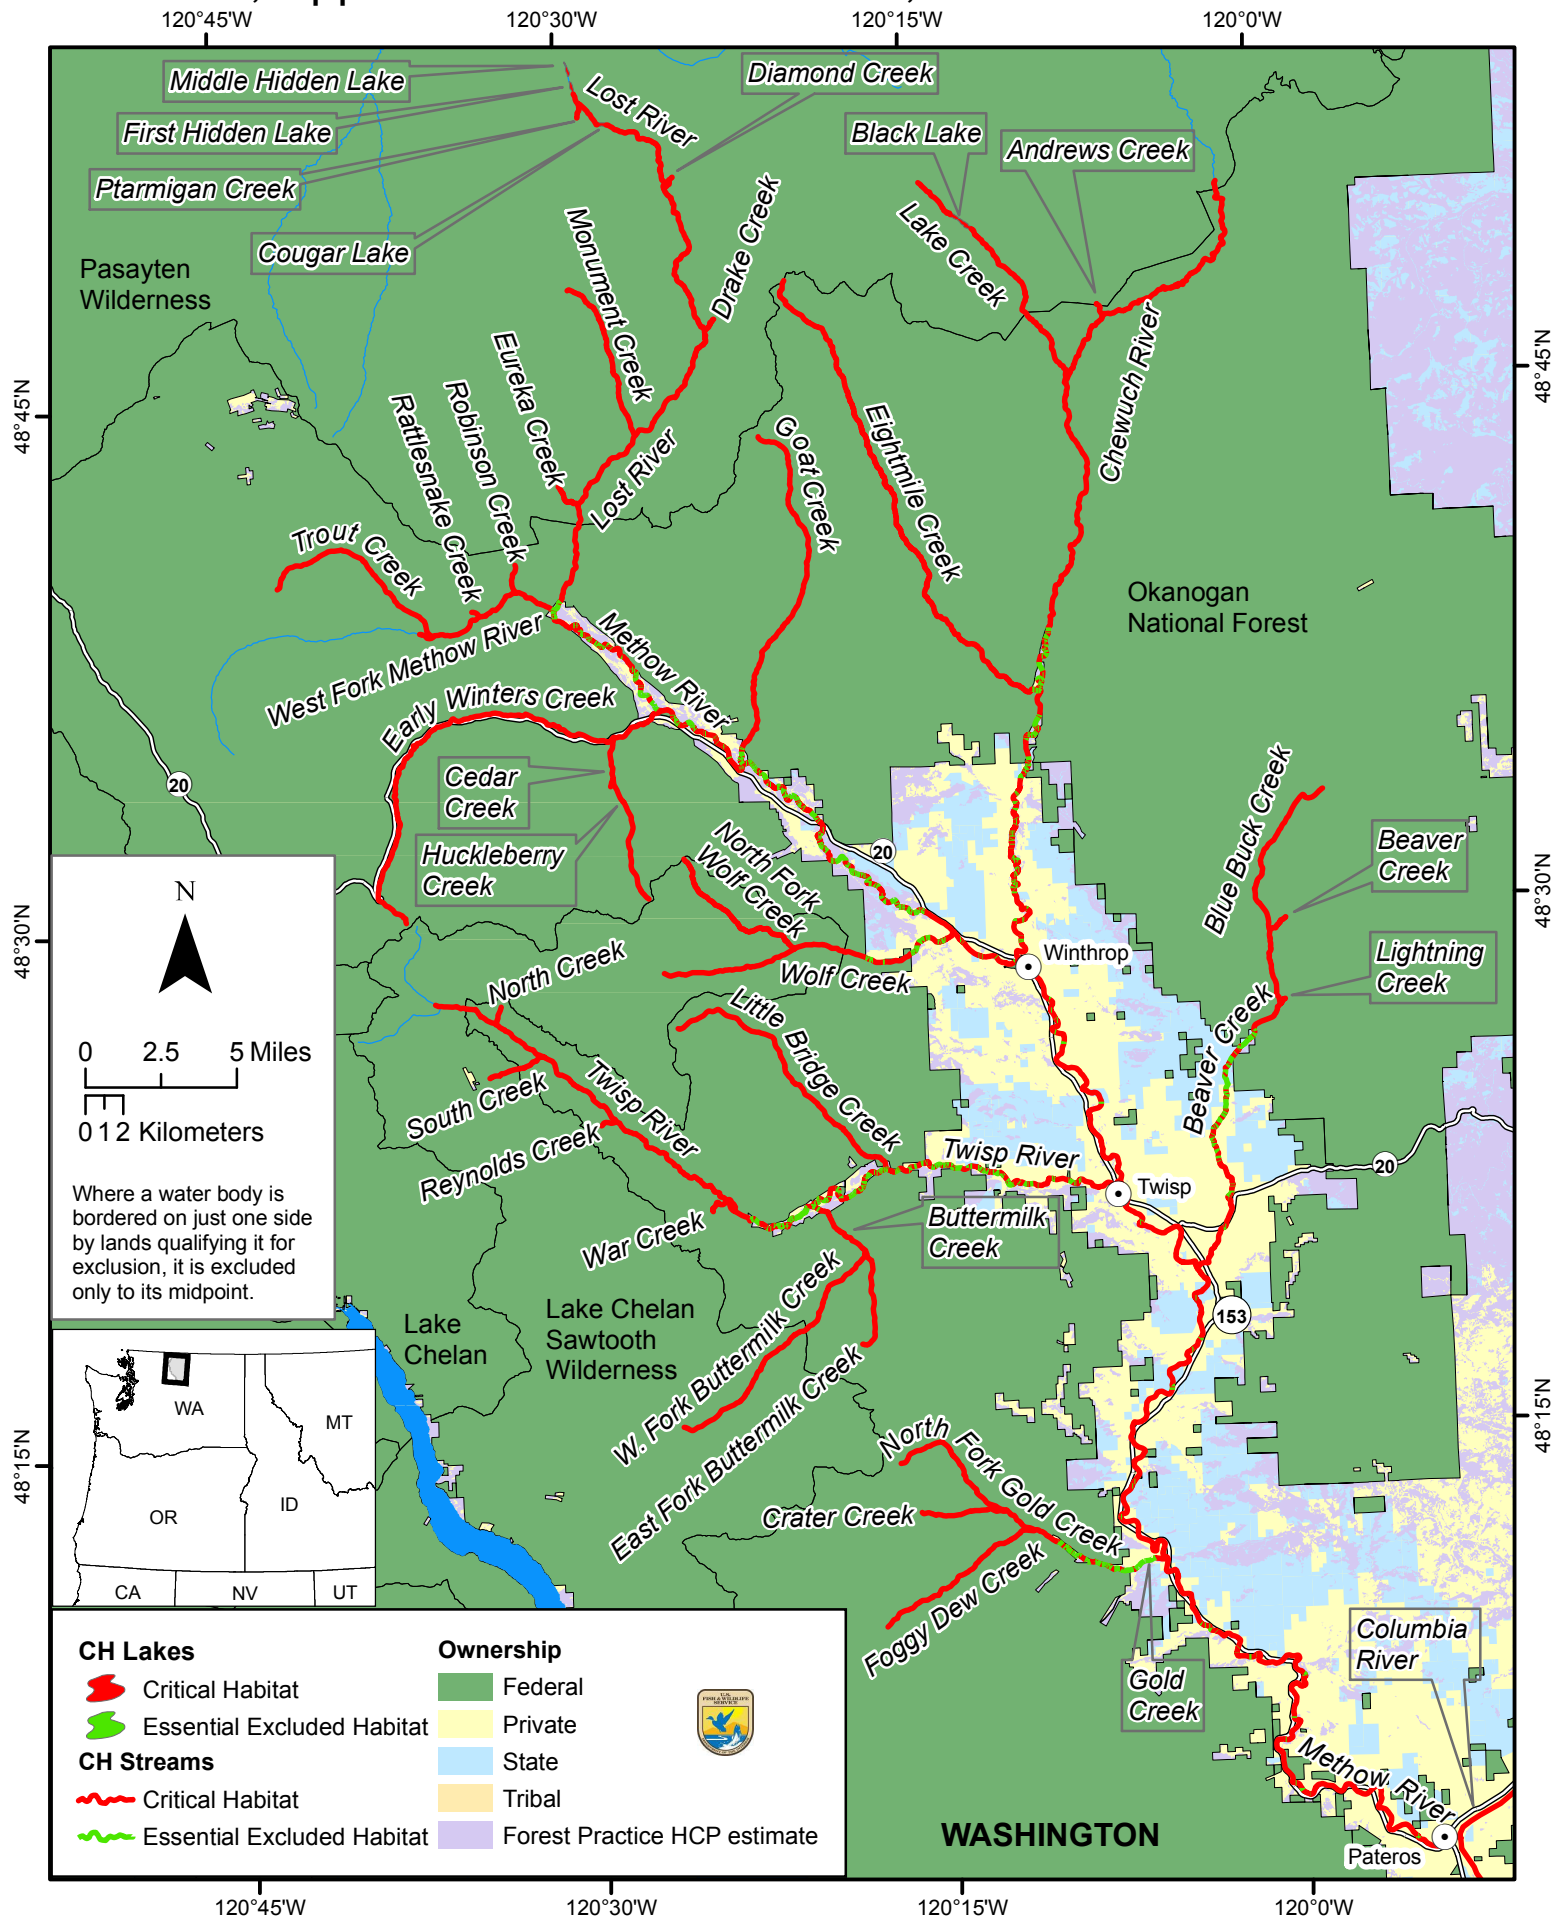 120°45'W
120°30'W
120°15'W
120°0'W
Middle Hidden Lake
Diamond Creek
Lost River
First Hidden Lake
Black Lake
Andrews Creek
Ptarmigan Creek
Cougar Lake
Pasayten
Wilderness
Monument Creek
Drake Creek
Lake Creek
Chewuch River
48°45'N
48°45'N
Eureka Creek
Robinson Creek
Rattlesnake Creek
Lost River
Goat Creek
Eightmile Creek
Trout Creek
Okanogan
National Forest
West Fork Methow River
Methow River
Early Winters Creek
20
Cedar
Creek
Huckleberry
Creek
North Fork
Wolf Creek
20
Blue Buck Creek
Beaver
Creek
48°30'N
48°30'N
N
North Creek
Wolf Creek
Winthrop
Lightning
Creek
Little Bridge Creek
Beaver Creek
0 2.5 5 Miles
0 1 2 Kilometers
South Creek
Twisp River
Reynolds Creek
Twisp River
20
Twisp
Where a water body is
bordered on just one side
by lands qualifying it for
exclusion, it is excluded
only to its midpoint.
War Creek
Buttermilk
Creek
Lake
Chelan
Lake Chelan
Sawtooth
Wilderness
153
W. Fork Buttermilk Creek
East Fork Buttermilk Creek
WA
MT
OR
ID
CA
NV
UT
48°15'N
48°15'N
North Fork Gold Creek
Crater Creek
Foggy Dew Creek
Gold
Creek
Columbia
River
CH Lakes
Critical Habitat
Essential Excluded Habitat
CH Streams
Critical Habitat
Essential Excluded Habitat
Ownership
Federal
Private
State
Tribal
Forest Practice HCP estimate
U.S.
FISH & WILDLIFE
SERVICE
Methow River
WASHINGTON
Pateros
120°45'W
120°30'W
120°15'W
120°0'W